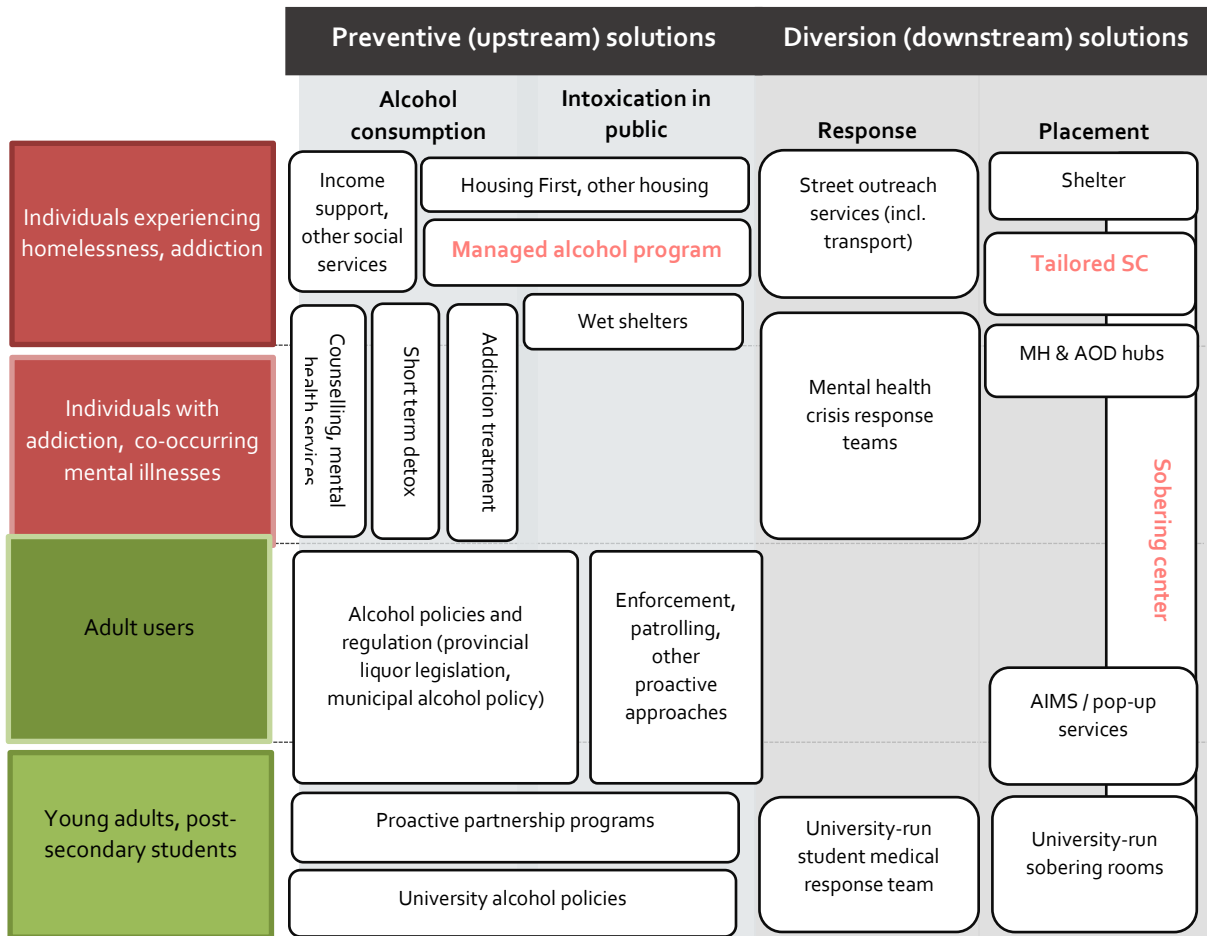 Preventive (upstream) solutions
Diversion (downstream) solutions
Alcohol
consumption
Intoxication in
public
Response
Placement
Individuals experiencing
homelessness, addiction
Income
support,
other social
services
Housing First, other housing
Managed alcohol program
Wet shelters
Street outreach
services (incl.
transport)
Shelter
Tailored SC
MH & AOD hubs
Individuals with
addiction, co-occurring
mental illnesses
Counselling, mental
health services
Short term detox
Addiction treatment
Mental health
crisis response
teams
Sobering center
Adult users
Alcohol policies and
regulation (provincial
liquor legislation,
municipal alcohol policy)
Enforcement,
patrolling,
other
proactive
approaches
AIMS / pop-up
services
Young adults, post-
secondary students
Proactive partnership programs
University alcohol policies
University-run
student medical
response team
University-run
sobering rooms